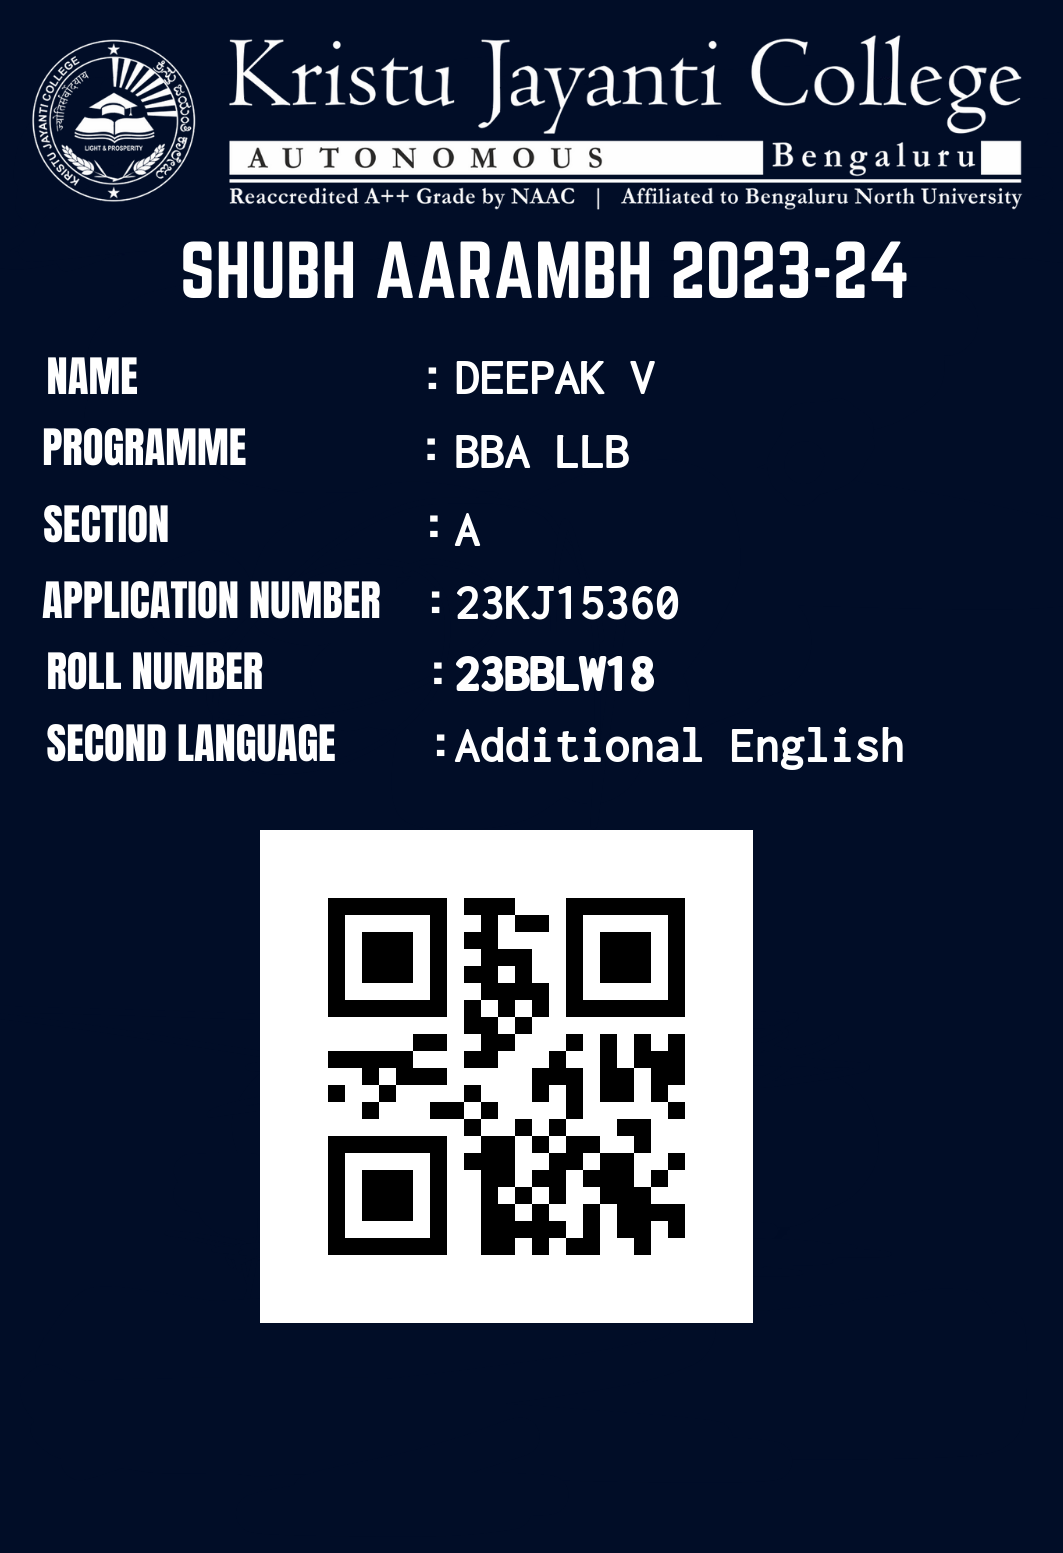 KRISTU JAYANTI COLLEGE
ಕ್ರಿಸ್ತು ಜಯಂತಿ ಕಾಲೇಜು
LIGHT & PROSPERITY
Kristu Jayanti College
AUTONOMOUS Bengaluru
Reaccredited A++ Grade by NAAC | Affiliated to Bengaluru North University
SHUBH AARAMBH 2023-24
NAME : DEEPAK V
PROGRAMME : BBA LLB
SECTION : A
APPLICATION NUMBER : 23KJ15360
ROLL NUMBER : 23BBLW18
SECOND LANGUAGE : Additional English